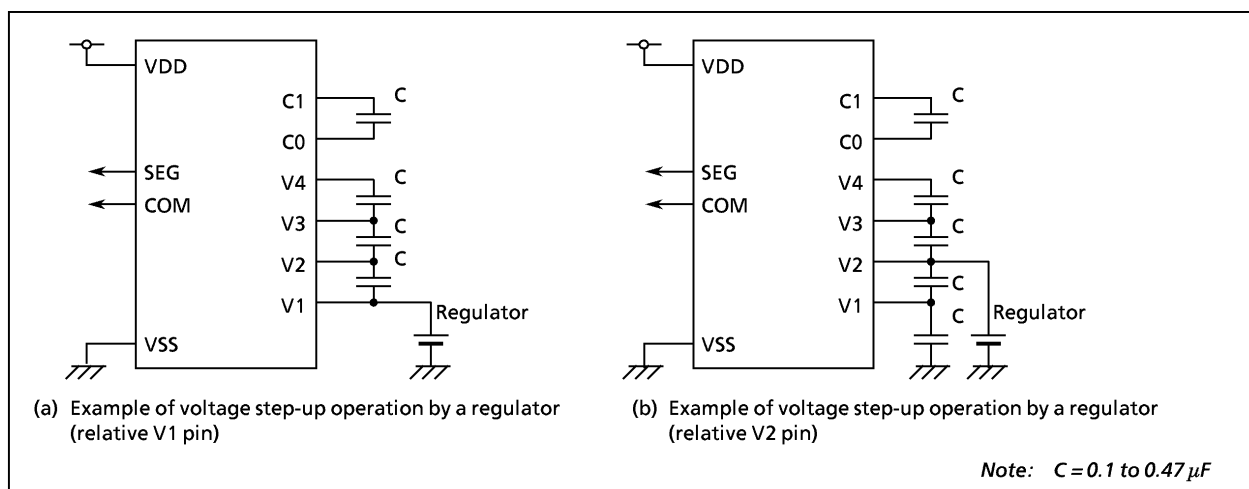 VDD
C1
C
C0
SEG
V4
C
COM
V3
C
V2
C
V1
Regulator
VSS
(a) Example of voltage step-up operation by a regulator
(relative V1 pin)
VDD
C1
C
C0
SEG
V4
C
COM
V3
C
V2
C
V1
C
Regulator
VSS
(b) Example of voltage step-up operation by a regulator
(relative V2 pin)
Note: C = 0.1 to 0.47 μF